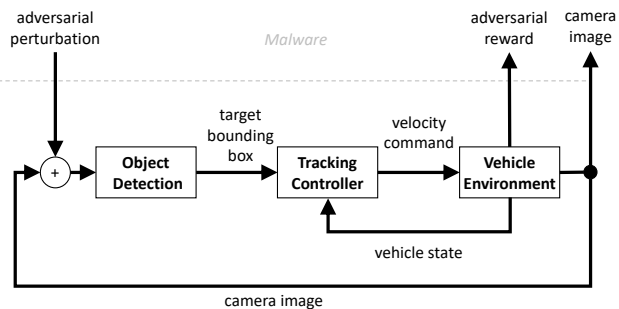 adversarial
perturbation
Malware
adversarial
reward
camera
image
target
bounding
box
velocity
command
+
Object
Detection
Tracking
Controller
Vehicle
Environment
vehicle state
camera image